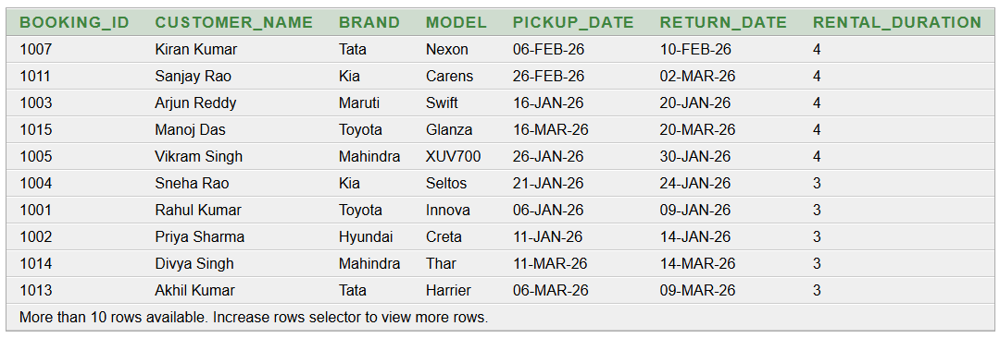 BOOKING_ID CUSTOMER_NAME BRAND MODEL PICKUP_DATE RETURN_DATE RENTAL_DURATION
1007 Kiran Kumar Tata Nexon 06-FEB-26 10-FEB-26 4
1011 Sanjay Rao Kia Carens 26-FEB-26 02-MAR-26 4
1003 Arjun Reddy Maruti Swift 16-JAN-26 20-JAN-26 4
1015 Manoj Das Toyota Glanza 16-MAR-26 20-MAR-26 4
1005 Vikram Singh Mahindra XUV700 26-JAN-26 30-JAN-26 4
1004 Sneha Rao Kia Seltos 21-JAN-26 24-JAN-26 3
1001 Rahul Kumar Toyota Innova 06-JAN-26 09-JAN-26 3
1002 Priya Sharma Hyundai Creta 11-JAN-26 14-JAN-26 3
1014 Divya Singh Mahindra Thar 11-MAR-26 14-MAR-26 3
1013 Akhil Kumar Tata Harrier 06-MAR-26 09-MAR-26 3
More than 10 rows available. Increase rows selector to view more rows.